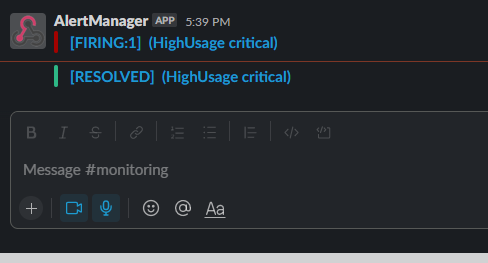 AlertManager APP 5:39 PM
[FIRING:1] (HighUsage critical)
[RESOLVED] (HighUsage critical)
B I S
Message #monitoring
Aa